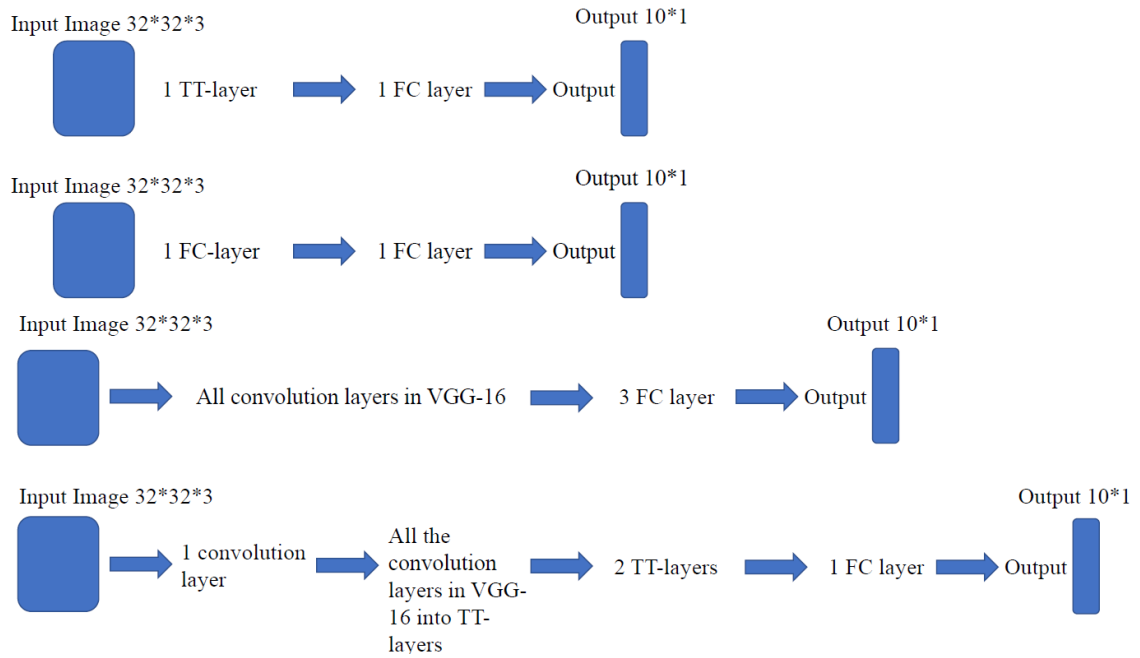 Input Image 32*32*3
Output 10*1
1 TT-layer
1 FC layer
Output
Input Image 32*32*3
Output 10*1
1 FC-layer
1 FC layer
Output
Input Image 32*32*3
Output 10*1
All convolution layers in VGG-16
3 FC layer
Output
Input Image 32*32*3
Output 10*1
1 convolution
layer
All the
convolution
layers in VGG-
16 into TT-
layers
2 TT-layers
1 FC layer
Output